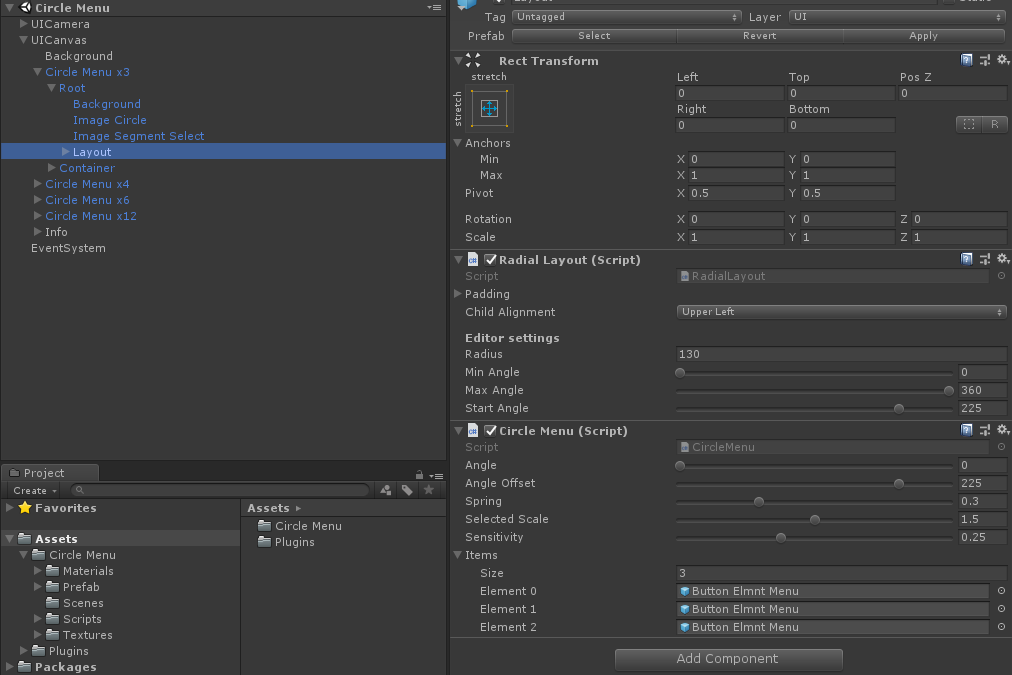 Circle Menu
UICamera
UICanvas
Background
Circle Menu x3
Root
Background
Image Circle
Image Segment Select
Layout
Container
Circle Menu x4
Circle Menu x6
Circle Menu x12
Info
EventSystem
Project
Create
Favorites
Assets
Circle Menu
Materials
Prefab
Scenes
Scripts
Textures
Plugins
Packages
Assets
Circle Menu
Plugins
Tag Untagged Layer UI
Prefab Select Revert Apply
Rect Transform
stretch
stretch
Left Top Pos Z
0 0 0
Right Bottom
0 0 R
Anchors
Min X 0 Y 0
Max X 1 Y 1
Pivot X 0.5 Y 0.5
Rotation X 0 Y 0 Z 0
Scale X 1 Y 1 Z 1
Radial Layout (Script)
Script RadialLayout
Padding
Child Alignment Upper Left
Editor settings
Radius 130
Min Angle 0
Max Angle 360
Start Angle 225
Circle Menu (Script)
Script CircleMenu
Angle 0
Angle Offset 225
Spring 0.3
Selected Scale 1.5
Sensitivity 0.25
Items
Size 3
Element 0 Button Elmnt Menu
Element 1 Button Elmnt Menu
Element 2 Button Elmnt Menu
Add Component